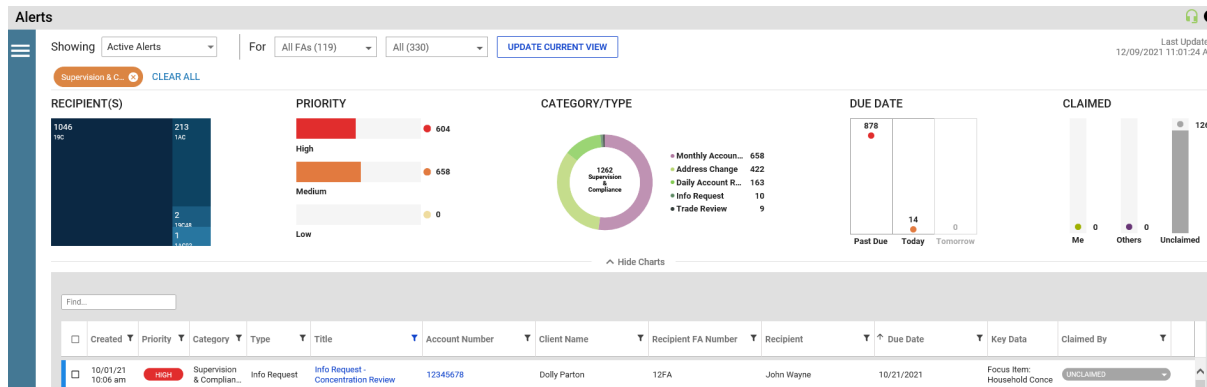 Alerts
Showing Active Alerts For All FAs (119) All (330) UPDATE CURRENT VIEW
Last Update
12/09/2021 11:01:24 A
Supervision & C... CLEAR ALL
RECIPIENT(S)
1046
19C
213
1AC
2
19C48
1
PRIORITY
604
High
658
Medium
0
Low
CATEGORY/TYPE
1262
Supervision
&
Compliance
Monthly Accoun... 658
Address Change 422
Daily Account R... 163
Info Request 10
Trade Review 9
DUE DATE
878
14
0
Past Due Today Tomorrow
CLAIMED
0 0 126
Me Others Unclaimed
Hide Charts
Find...
Created Priority Category Type Title Account Number Client Name Recipient FA Number Recipient Due Date Key Data Claimed By
10/01/21
10:06 am
HIGH
Supervision
& Complian...
Info Request
Info Request -
Concentration Review
12345678
Dolly Parton
12FA
John Wayne
10/21/2021
Focus Item:
Household Conce
UNCLAIMED